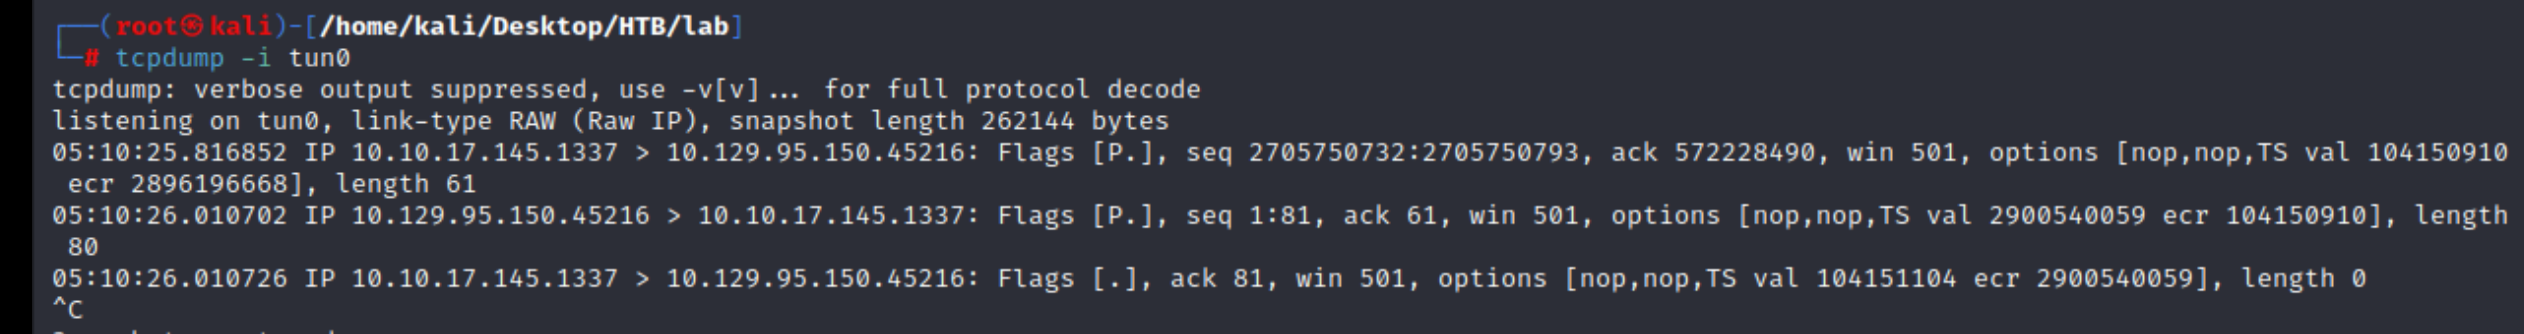 ┌──(root㉿kali)-[/home/kali/Desktop/HTB/lab]
└─# tcpdump -i tun0
tcpdump: verbose output suppressed, use -v[v]... for full protocol decode
listening on tun0, link-type RAW (Raw IP), snapshot length 262144 bytes
05:10:25.816852 IP 10.10.17.145.1337 > 10.129.95.150.45216: Flags [P.], seq 2705750732:2705750793, ack 572228490, win 501, options [nop,nop,TS val 104150910
 ecr 2896196668], length 61
05:10:26.010702 IP 10.129.95.150.45216 > 10.10.17.145.1337: Flags [P.], seq 1:81, ack 61, win 501, options [nop,nop,TS val 2900540059 ecr 104150910], length
 80
05:10:26.010726 IP 10.10.17.145.1337 > 10.129.95.150.45216: Flags [.], ack 81, win 501, options [nop,nop,TS val 104151104 ecr 2900540059], length 0
^C